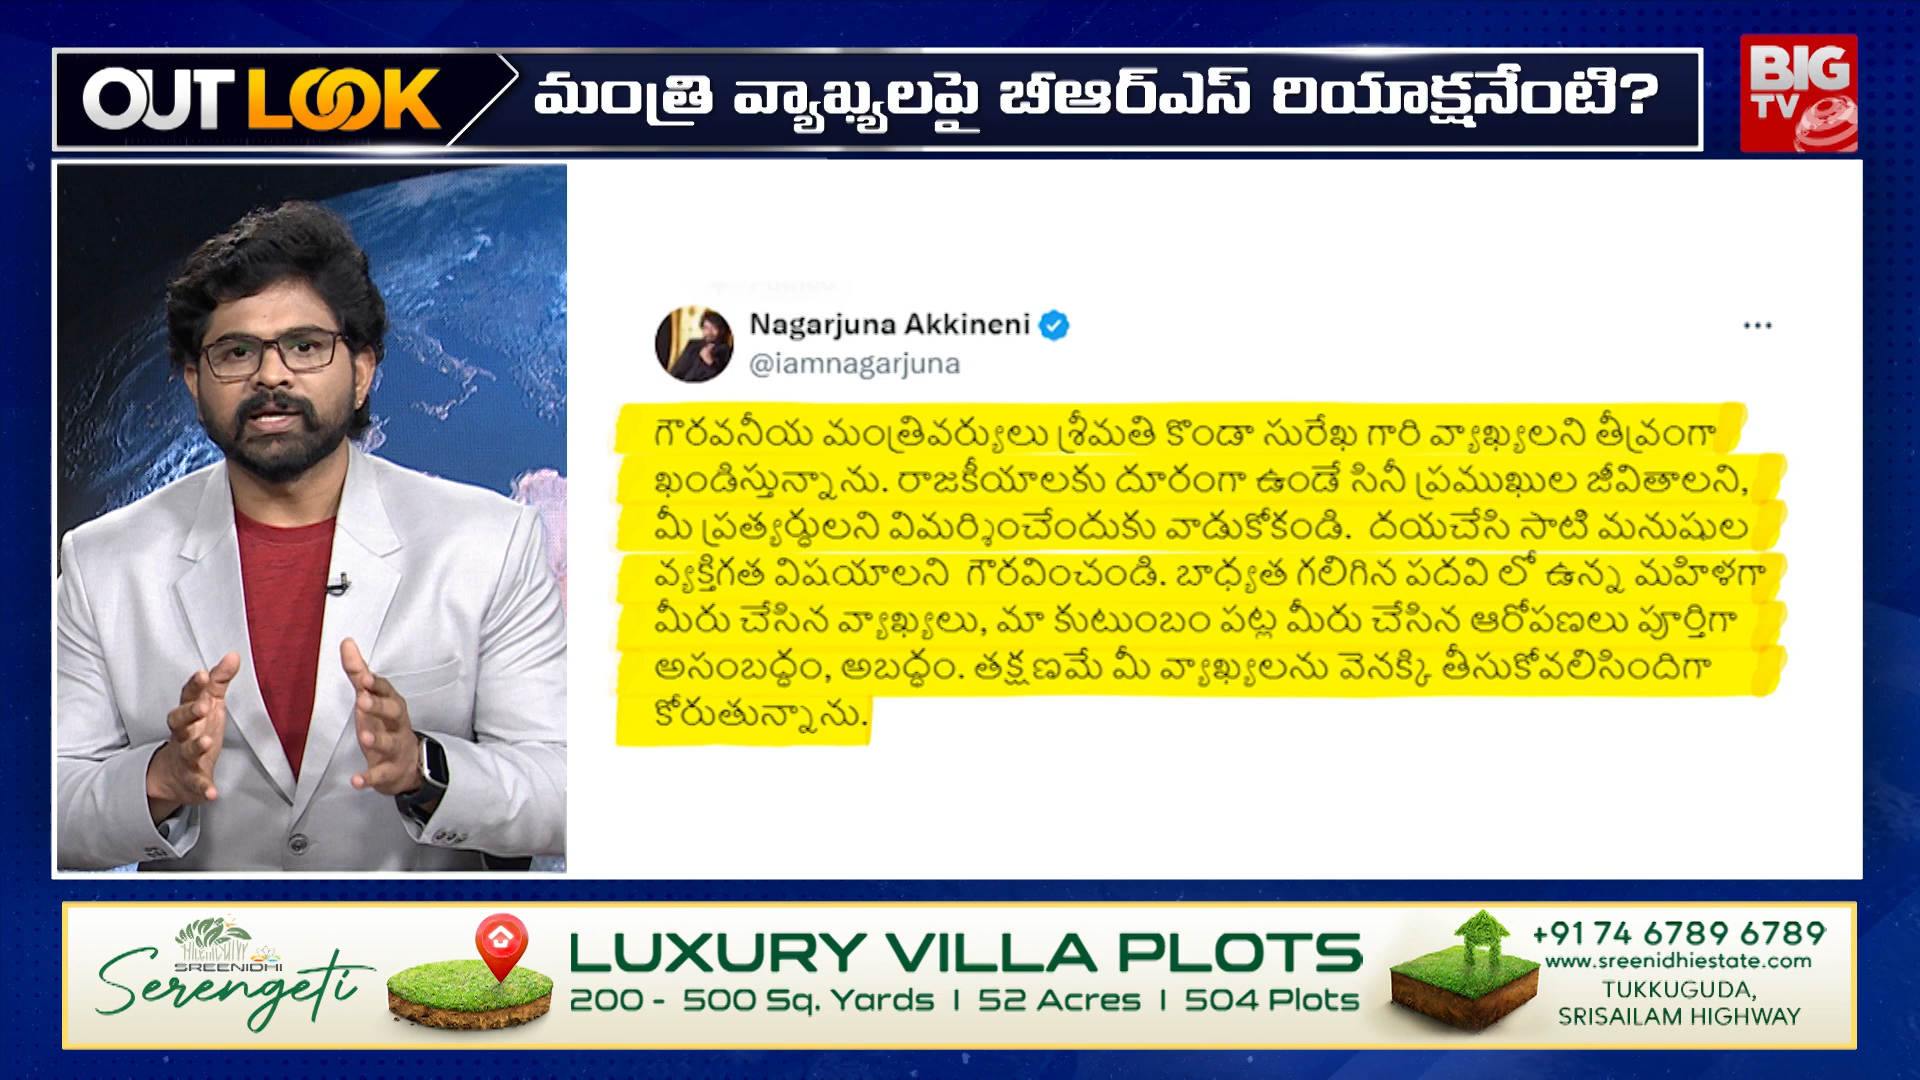 OUT LOOK
మంత్రి వ్యాఖ్యలపై బీఆర్ఎస్ రియాక్షనేంటి?
BIG
TV
Nagarjuna Akkineni
@iamnagarjuna
గౌరవనీయ మంత్రివర్యులు శ్రీమతి కొండా సురేఖ గారి వ్యాఖ్యలని తీవ్రంగా
ఖండిస్తున్నాను. రాజకీయాలకు దూరంగా ఉండే సినీ ప్రముఖుల జీవితాలని,
మీ ప్రత్యర్థులని విమర్శించేందుకు వాడుకోకండి. దయచేసి సాటి మనుషుల
వ్యక్తిగత విషయాలని గౌరవించండి. బాధ్యత గలిగిన పదవి లో ఉన్న మహిళగా
మీరు చేసిన వ్యాఖ్యలు, మా కుటుంబం పట్ల మీరు చేసిన ఆరోపణలు పూర్తిగా
అసంబద్ధం, అబద్ధం. తక్షణమే మీ వ్యాఖ్యలను వెనక్కి తీసుకోవలిసిందిగా
కోరుతున్నాను.
SREENIDHI
Serengeti
LUXURY VILLA PLOTS
200 - 500 Sq. Yards I 52 Acres I 504 Plots
+91 74 6789 6789
www.sreenidhiestate.com
TUKKUGUDA,
SRISAILAM HIGHWAY